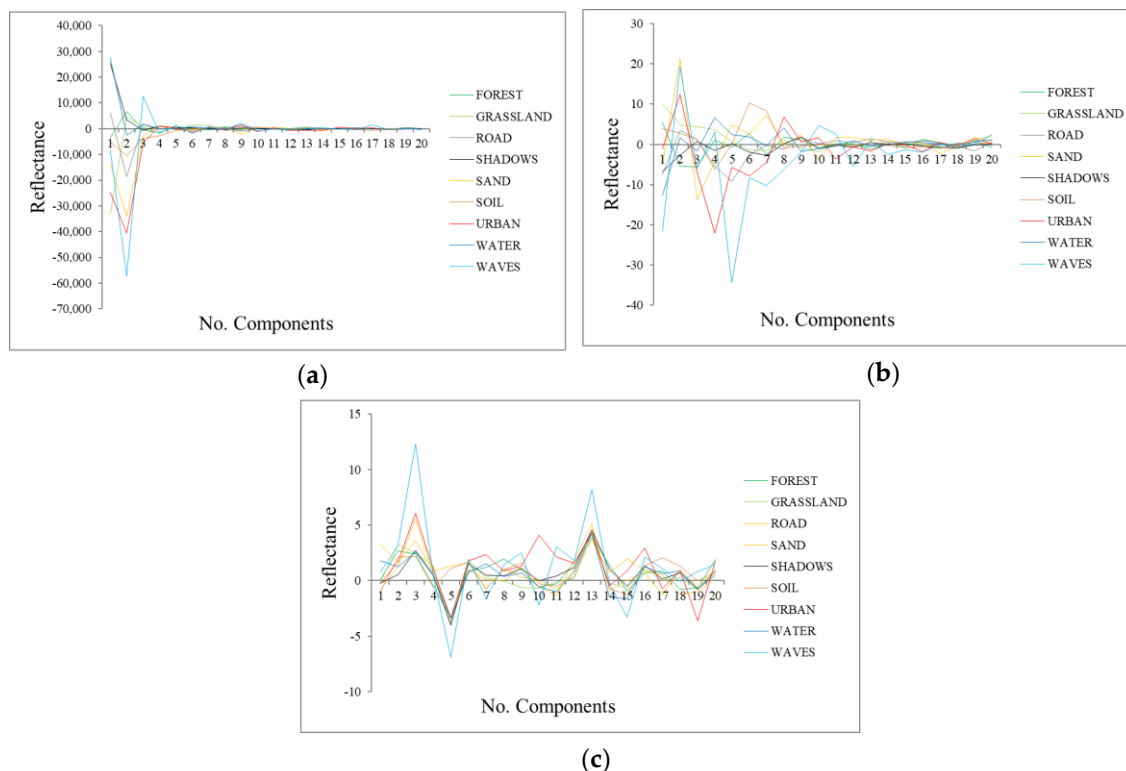 40,000
30,000
20,000
10,000
0
-10,000
-20,000
-30,000
-40,000
-50,000
-60,000
-70,000
Reflectance
1 2 3 4 5 6 7 8 9 10 11 12 13 14 15 16 17 18 19 20
No. Components
FOREST
GRASSLAND
ROAD
SHADOWS
SAND
SOIL
URBAN
WATER
WAVES
(a)
30
20
10
0
-10
-20
-30
-40
Reflectance
1 2 3 4 5 6 7 8 9 10 11 12 13 14 15 16 17 18 19 20
No. Components
FOREST
GRASSLAND
ROAD
SAND
SHADOWS
SOIL
URBAN
WATER
WAVES
(b)
15
10
5
0
-5
-10
Reflectance
1 2 3 4 5 6 7 8 9 10 11 12 13 14 15 16 17 18 19 20
No. Components
FOREST
GRASSLAND
ROAD
SAND
SHADOWS
SOIL
URBAN
WATER
WAVES
(c)